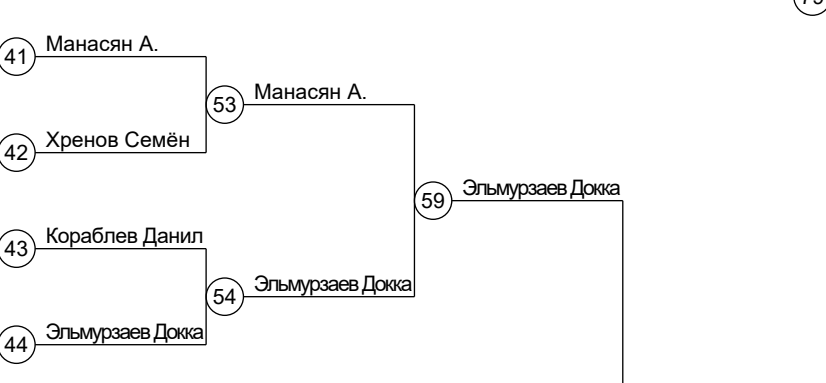 41 Манасян А.
53 Манасян А.
42 Хренов Семён
59 Эльмурзаев Докка
43 Кораблев Данил
54 Эльмурзаев Докка
44 Эльмурзаев Докка